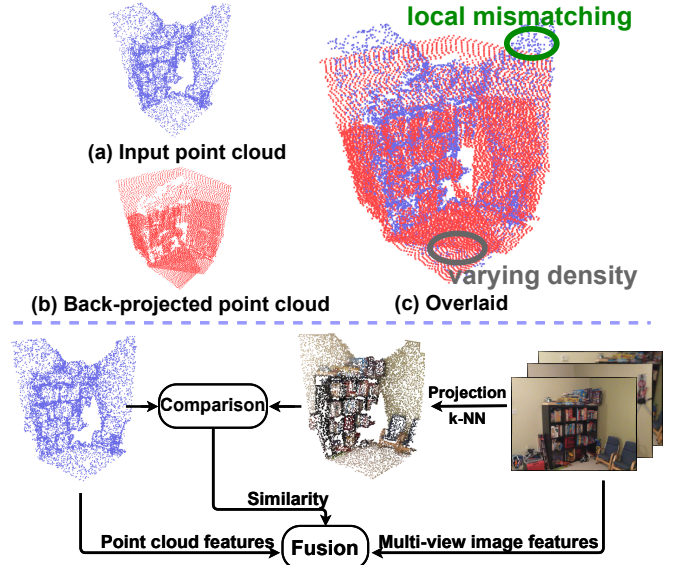 local mismatching
(a) Input point cloud
varying density
(b) Back-projected point cloud
(c) Overlaid
Comparison
Projection
k-NN
Similarity
Point cloud features
Fusion
Multi-view image features